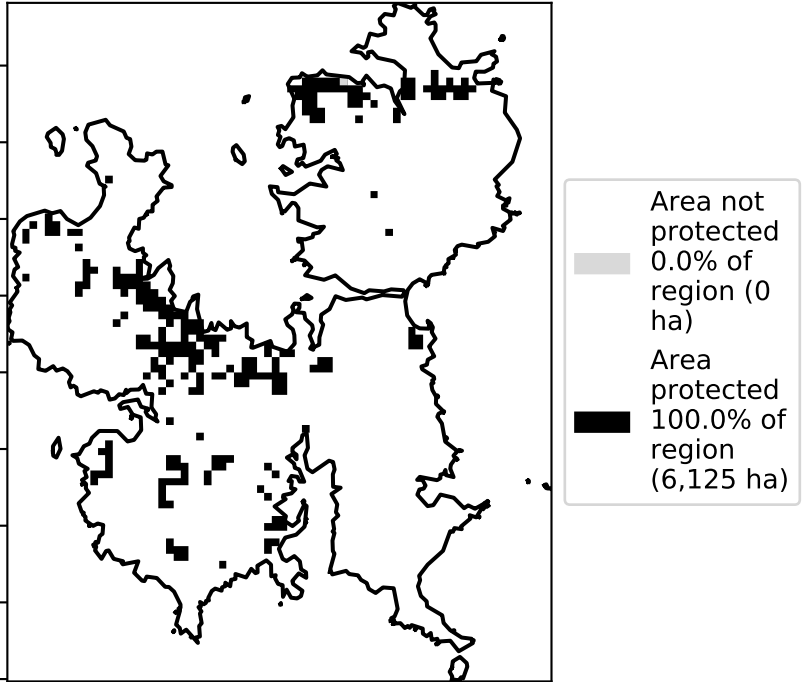 Area not
protected
0.0% of
region (0
ha)
Area
protected
100.0% of
region
(6,125 ha)